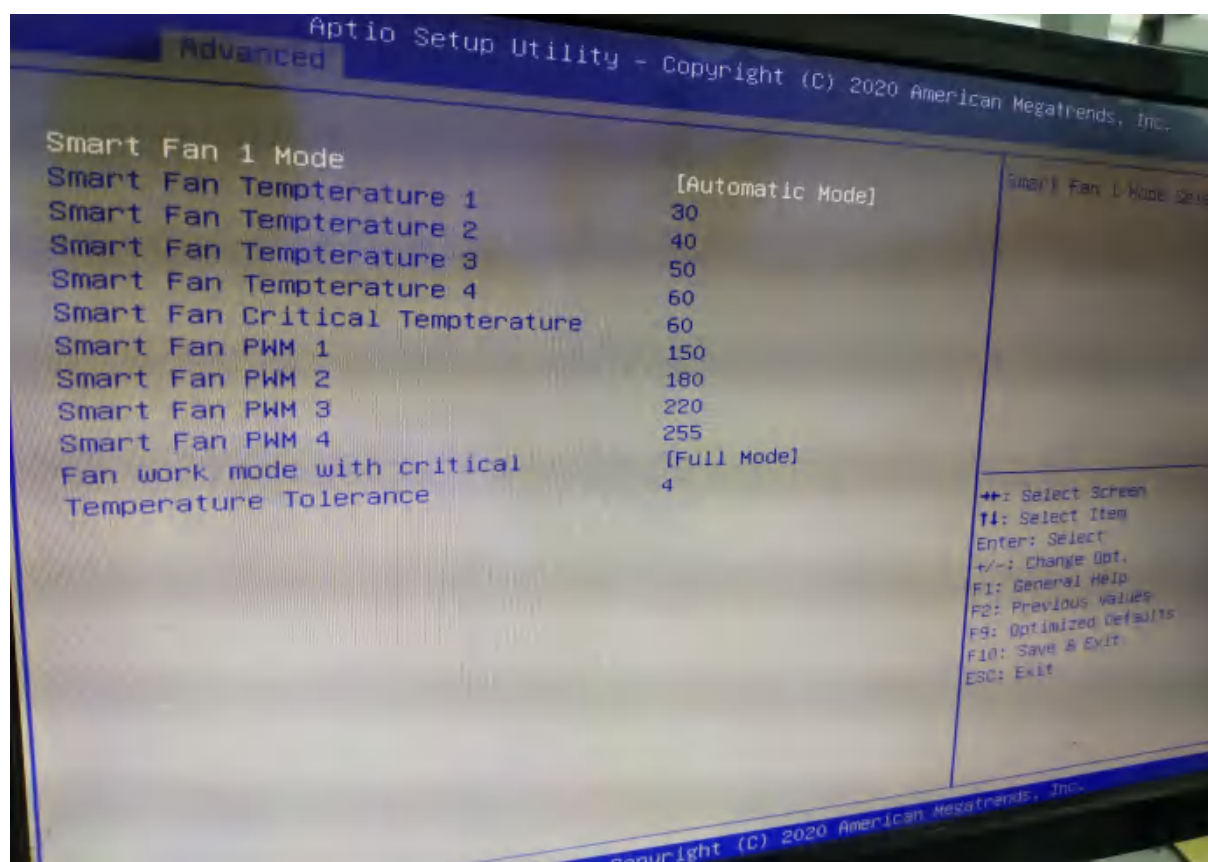 Aptio Setup Utility - Copyright (C) 2020 American Megatrends, Inc.
Advanced
Smart Fan 1 Mode [Automatic Mode]
Smart Fan Tempterature 1 30
Smart Fan Tempterature 2 40
Smart Fan Tempterature 3 50
Smart Fan Tempterature 4 60
Smart Fan Critical Tempterature 60
Smart Fan PWM 1 150
Smart Fan PWM 2 180
Smart Fan PWM 3 220
Smart Fan PWM 4 255
Fan work mode with critical [Full Mode]
Temperature Tolerance 4
Smart Fan 1 Mode
→←: Select Screen
↑↓: Select Item
Enter: Select
+/-: Change Opt.
F1: General Help
F2: Previous Values
F9: Optimized Defaults
F10: Save & Exit
ESC: Exit
Copyright (C) 2020 American Megatrends, Inc.